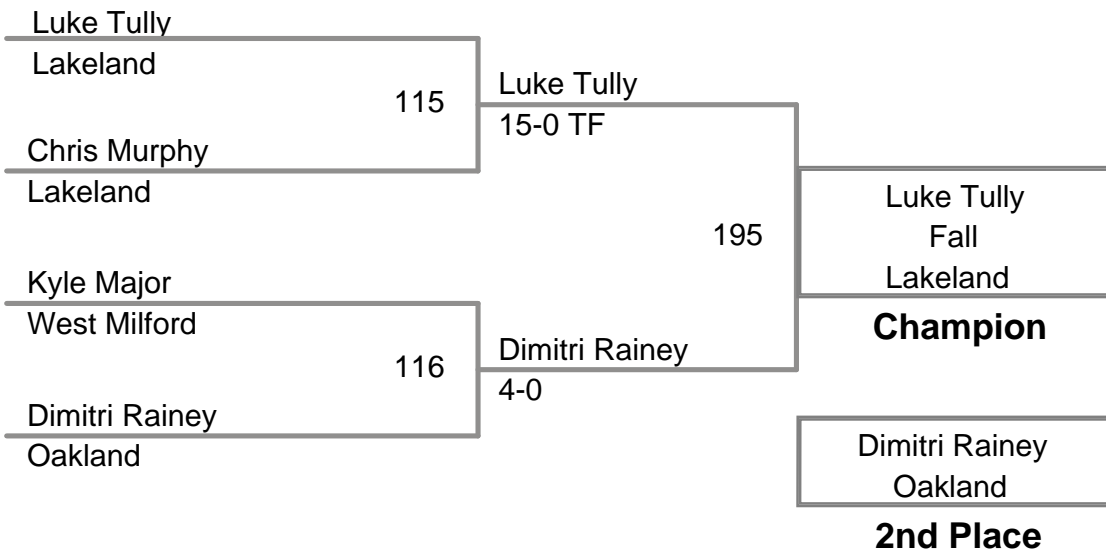 Luke Tully
Lakeland
115
Chris Murphy
Lakeland
Kyle Major
West Milford
116
Dimitri Rainey
Oakland
Luke Tully
15-0 TF
195
Dimitri Rainey
4-0
Luke Tully
Fall
Lakeland
Champion
Dimitri Rainey
Oakland
2nd Place